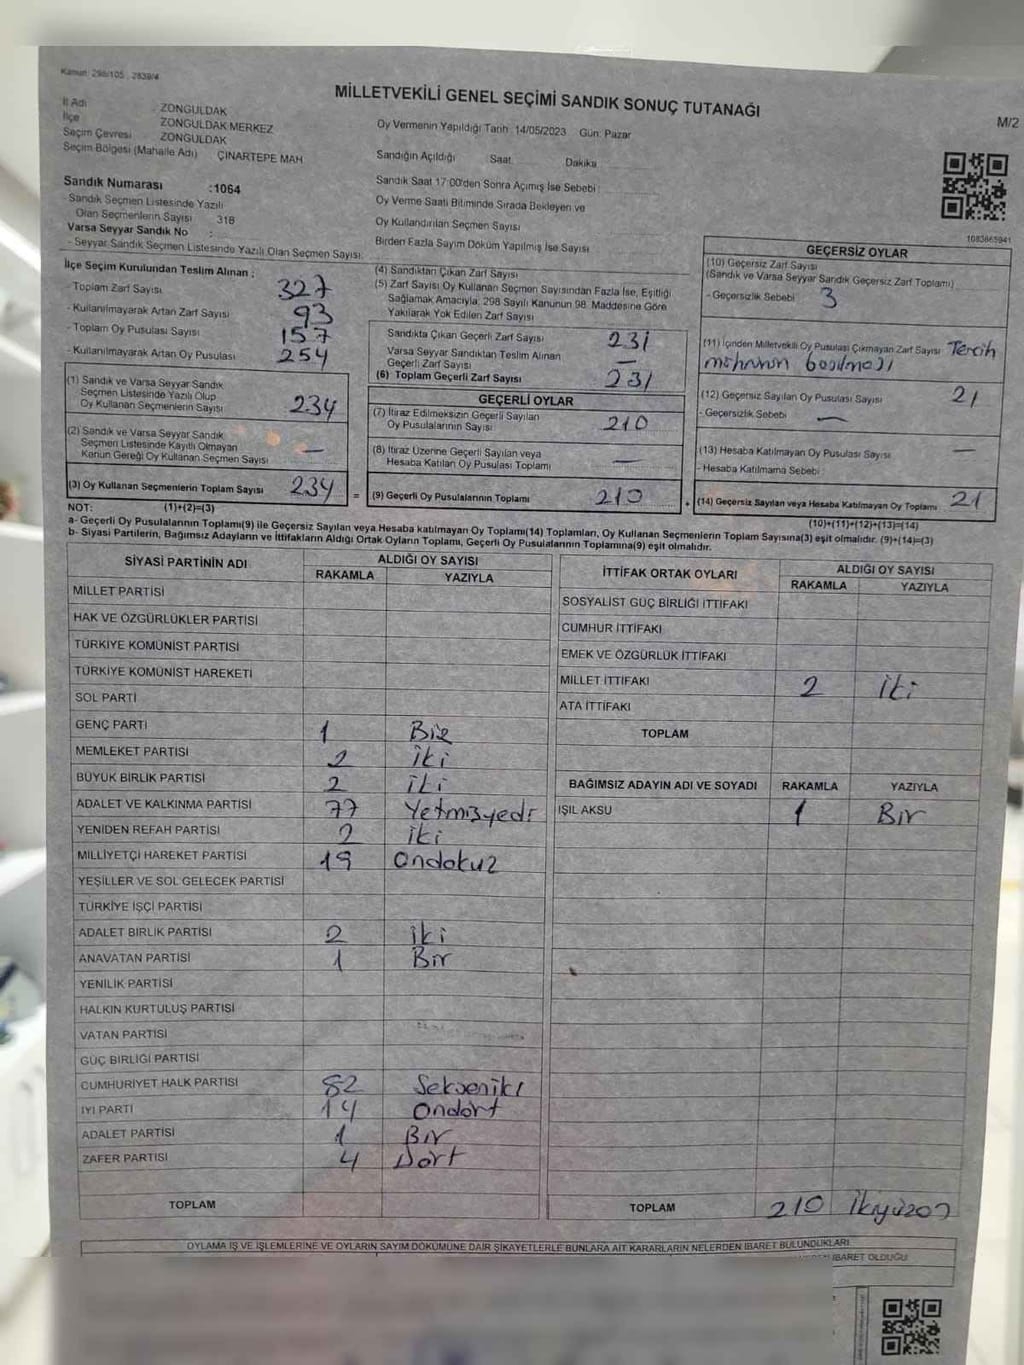 Kanun: 298/105 , 2839/4
MİLLETVEKİLİ GENEL SEÇİMİ SANDIK SONUÇ TUTANAĞI
M/2
İl Adı : ZONGULDAK
İlçe : ZONGULDAK MERKEZ
Seçim Çevresi : ZONGULDAK
Seçim Bölgesi (Mahalle Adı) : ÇINARTEPE MAH
Oy Vermenin Yapıldığı Tarih: 14/05/2023 Gün: Pazar
Sandığın Açıldığı Saat: Dakika
Sandık Numarası :1064
- Sandık Seçmen Listesinde Yazılı
Olan Seçmenlerin Sayısı : 318
Varsa Seyyar Sandık No :
- Seyyar Sandık Seçmen Listesinde Yazılı Olan Seçmen Sayısı:
Sandık Saat 17:00'den Sonra Açımış İse Sebebi :
Oy Verme Saati Bitiminde Sırada Bekleyen ve
Oy Kullandırılan Seçmen Sayısı :
Birden Fazla Sayım Döküm Yapılmış İse Sayısı
1083865941
İlçe Seçim Kurulundan Teslim Alınan :
Toplam Zarf Sayısı 327
- Kullanılmayarak Artan Zarf Sayısı 93
- Toplam Oy Pusulası Sayısı 157
- Kullanılmayarak Artan Oy Pusulası 254
(1) Sandık ve Varsa Seyyar Sandık
Seçmen Listesinde Yazılı Olup
Oy Kullanan Seçmenlerin Sayısı 234
(2) Sandık ve Varsa Seyyar Sandık
Seçmen Listesinde Kayıtlı Olmayan
Kanun Gereği Oy Kullanan Seçmen Sayısı —
(3) Oy Kullanan Seçmenlerin Toplam Sayısı 234
(4) Sandıktan Çıkan Zarf Sayısı
(5) Zarf Sayısı Oy Kullanan Seçmen Sayısından Fazla İse, Eşitliği
Sağlamak Amacıyla, 298 Sayılı Kanunun 98. Maddesine Göre
Yakılarak Yok Edilen Zarf Sayısı
Sandıkta Çıkan Geçerli Zarf Sayısı 231
Varsa Seyyar Sandıktan Teslim Alınan
Geçerli Zarf Sayısı —
(6) Toplam Geçerli Zarf Sayısı 231
GEÇERLİ OYLAR
(7) İtiraz Edilmeksizin Geçerli Sayılan
Oy Pusulalarının Sayısı 210
(8) İtiraz Üzerine Geçerli Sayılan veya
Hesaba Katılan Oy Pusulası Toplamı —
= (9) Geçerli Oy Pusulalarının Toplamı 210
GEÇERSİZ OYLAR
(10) Geçersiz Zarf Sayısı
(Sandık ve Varsa Seyyar Sandık Geçersiz Zarf Toplamı)
- Geçersizlik Sebebi : 3
(11) İçinden Milletvekili Oy Pusulası Çıkmayan Zarf Sayısı Tercih
mührünün basılmadı
(12) Geçersiz Sayılan Oy Pusulası Sayısı 21
- Geçersizlik Sebebi : —
(13) Hesaba Katılmayan Oy Pusulası Sayısı —
- Hesaba Katılmama Sebebi :
+ (14) Geçersiz Sayılan veya Hesaba Katılmayan Oy Toplamı 21
NOT: (1)+(2)=(3)
(10)+(11)+(12)+(13)=(14)
a- Geçerli Oy Pusulalarının Toplamı(9) ile Geçersiz Sayılan veya Hesaba Katılmayan Oy Toplamı(14) Toplamları, Oy Kullanan Seçmenlerin Toplam Sayısına(3) eşit olmalıdır. (9)+(14)=(3)
b- Siyasi Partilerin, Bağımsız Adayların ve İttifakların Aldığı Ortak Oyların Toplamı, Geçerli Oy Pusulalarının Toplamına(9) eşit olmalıdır.
SİYASİ PARTİNİN ADI ALDIĞI OY SAYISI
RAKAMLA YAZIYLA
MİLLET PARTİSİ
HAK VE ÖZGÜRLÜKLER PARTİSİ
TÜRKİYE KOMÜNİST PARTİSİ
TÜRKİYE KOMÜNİST HAREKETİ
SOL PARTİ
GENÇ PARTİ 1 Bir
MEMLEKET PARTİSİ 2 İki
BÜYÜK BİRLİK PARTİSİ 2 İki
ADALET VE KALKINMA PARTİSİ 77 Yetmişyedi
YENİDEN REFAH PARTİSİ 2 İki
MİLLİYETÇİ HAREKET PARTİSİ 19 Ondokuz
YEŞİLLER VE SOL GELECEK PARTİSİ
TÜRKİYE İŞÇİ PARTİSİ
ADALET BİRLİK PARTİSİ 2 İki
ANAVATAN PARTİSİ 1 Bir
YENİLİK PARTİSİ
HALKIN KURTULUŞ PARTİSİ
VATAN PARTİSİ
GÜÇ BİRLİĞİ PARTİSİ
CUMHURİYET HALK PARTİSİ 82 Sekseniki
İYİ PARTİ 14 Ondört
ADALET PARTİSİ 1 Bir
ZAFER PARTİSİ 4 Dört
TOPLAM
İTTİFAK ORTAK OYLARI ALDIĞI OY SAYISI
RAKAMLA YAZIYLA
SOSYALİST GÜÇ BİRLİĞİ İTTİFAKI
CUMHUR İTTİFAKI
EMEK VE ÖZGÜRLÜK İTTİFAKI
MİLLET İTTİFAKI 2 İki
ATA İTTİFAKI
TOPLAM
BAĞIMSIZ ADAYIN ADI VE SOYADI RAKAMLA YAZIYLA
IŞIL AKSU 1 Bir
TOPLAM 210 İkiyüzon
OYLAMA İŞ VE İŞLEMLERİNE VE OYLARIN SAYIM DÖKÜMÜNE DAİR ŞİKAYETLERLE BUNLARA AİT KARARLARIN NELERDEN İBARET BULUNDUKLARI
İBARET OLDUĞU